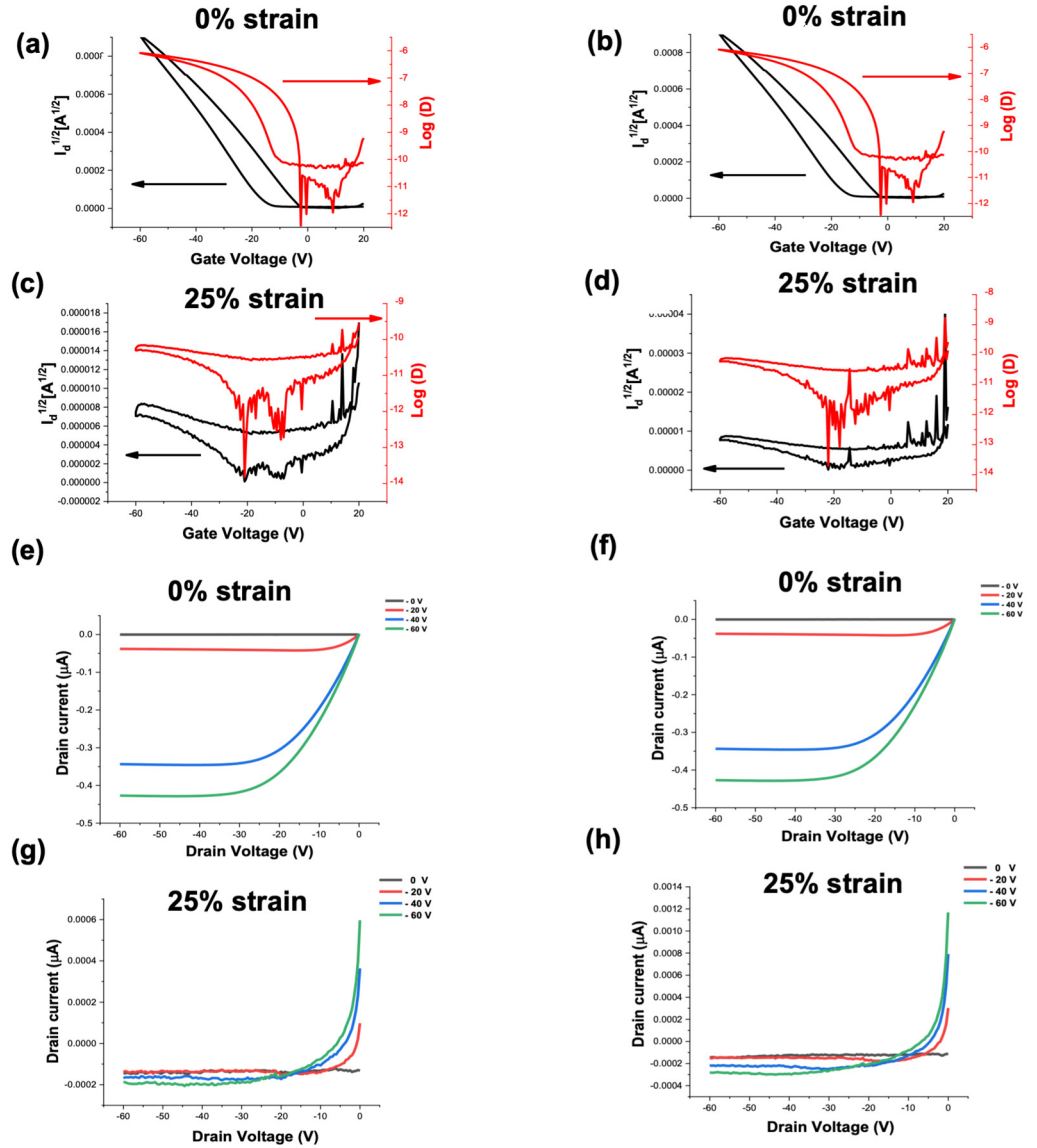 (a)
0% strain
0.0008
0.0006
0.0004
0.0002
0.0000
I_d^1/2[A^1/2]
-6
-7
-8
-9
-10
-11
-12
Log (D)
-60
-40
-20
0
20
Gate Voltage (V)
(b)
0% strain
0.0008
0.0006
0.0004
0.0002
0.0000
I_d^1/2[A^1/2]
-6
-7
-8
-9
-10
-11
-12
Log (D)
-60
-40
-20
0
20
Gate Voltage (V)
(c)
25% strain
0.000018
0.000016
0.000014
0.000012
0.000010
0.000008
0.000006
0.000004
0.000002
0.000000
-0.000002
I_d^1/2[A^1/2]
-9
-10
-11
-12
-13
-14
Log (D)
-60
-40
-20
0
20
Gate Voltage (V)
(d)
25% strain
0.00003
0.00002
0.00001
0.00000
I_d^1/2[A^1/2]
-8
-9
-10
-11
-12
-13
-14
Log (D)
-60
-40
-20
0
20
Gate Voltage (V)
(e)
0% strain
- 0 V
- 20 V
- 40 V
- 60 V
0.0
-0.1
-0.2
-0.3
-0.4
-0.5
Drain current (μA)
-60
-50
-40
-30
-20
-10
0
Drain Voltage (V)
(f)
0% strain
- 0 V
- 20 V
- 40 V
- 60 V
0.0
-0.1
-0.2
-0.3
-0.4
-0.5
Drain current (μA)
-60
-50
-40
-30
-20
-10
0
Drain Voltage (V)
(g)
25% strain
0 V
- 20 V
- 40 V
- 60 V
0.0006
0.0004
0.0002
0.0000
-0.0002
Drain current (μA)
-60
-50
-40
-30
-20
-10
0
Drain Voltage (V)
(h)
25% strain
0 V
- 20 V
- 40 V
- 60 V
0.0014
0.0012
0.0010
0.0008
0.0006
0.0004
0.0002
0.0000
-0.0002
-0.0004
Drain current (μA)
-60
-50
-40
-30
-20
-10
0
Drain Voltage (V)